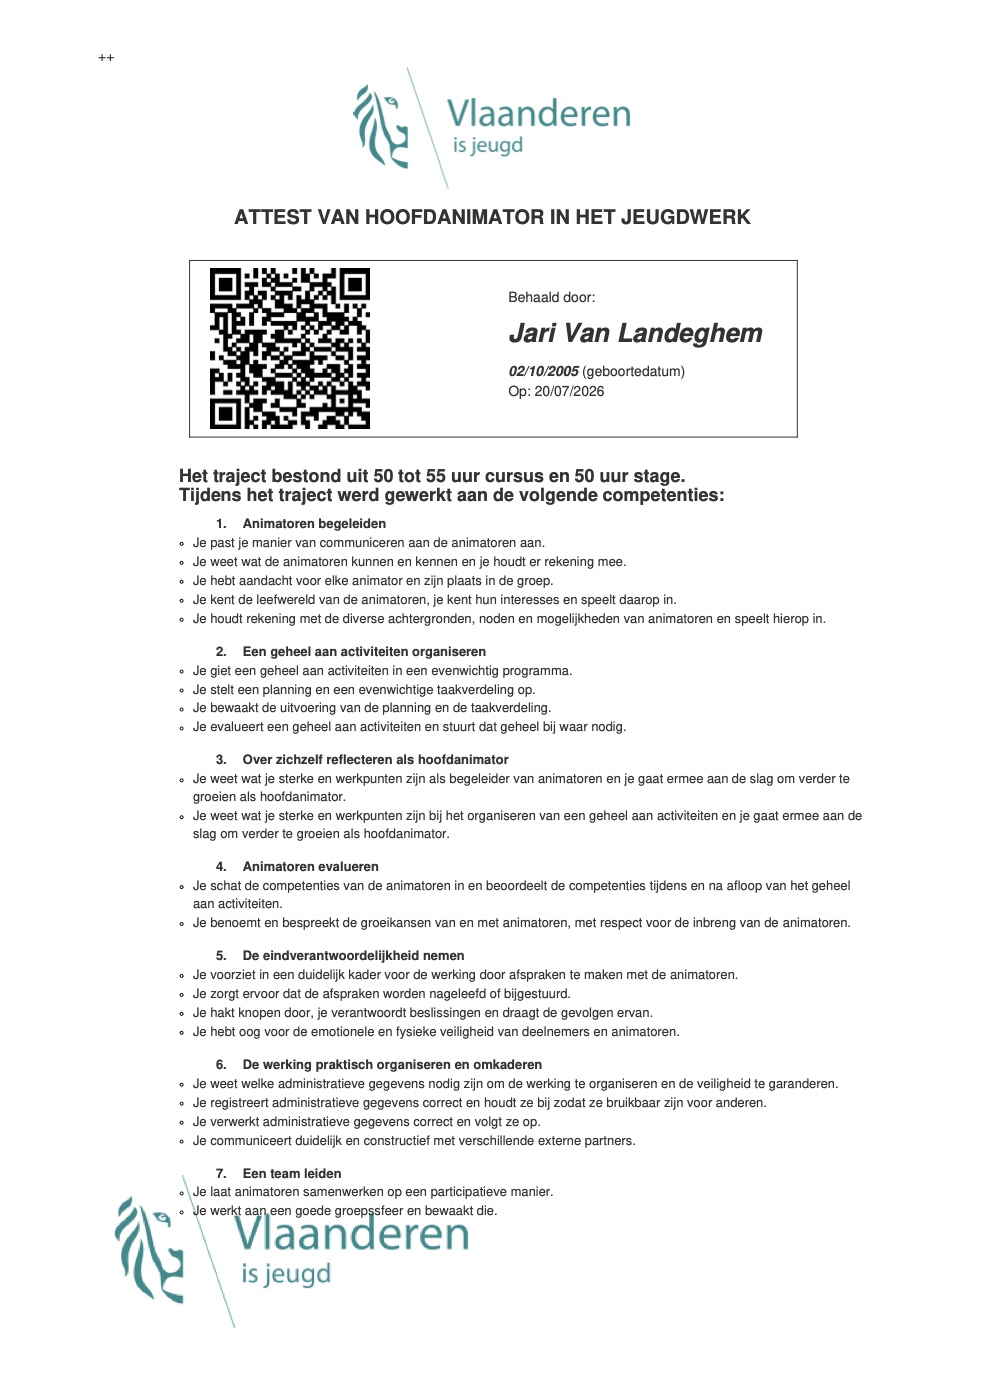 ++
Vlaanderen
is jeugd
ATTEST VAN HOOFDANIMATOR IN HET JEUGDWERK
Behaald door:
Jari Van Landeghem
02/10/2005 (geboortedatum)
Op: 20/07/2026
Het traject bestond uit 50 tot 55 uur cursus en 50 uur stage.
Tijdens het traject werd gewerkt aan de volgende competenties:
1. Animatoren begeleiden
◦ Je past je manier van communiceren aan de animatoren aan.
◦ Je weet wat de animatoren kunnen en kennen en je houdt er rekening mee.
◦ Je hebt aandacht voor elke animator en zijn plaats in de groep.
◦ Je kent de leefwereld van de animatoren, je kent hun interesses en speelt daarop in.
◦ Je houdt rekening met de diverse achtergronden, noden en mogelijkheden van animatoren en speelt hierop in.
2. Een geheel aan activiteiten organiseren
◦ Je giet een geheel aan activiteiten in een evenwichtig programma.
◦ Je stelt een planning en een evenwichtige taakverdeling op.
◦ Je bewaakt de uitvoering van de planning en de taakverdeling.
◦ Je evalueert een geheel aan activiteiten en stuurt dat geheel bij waar nodig.
3. Over zichzelf reflecteren als hoofdanimator
◦ Je weet wat je sterke en werkpunten zijn als begeleider van animatoren en je gaat ermee aan de slag om verder te
groeien als hoofdanimator.
◦ Je weet wat je sterke en werkpunten zijn bij het organiseren van een geheel aan activiteiten en je gaat ermee aan de
slag om verder te groeien als hoofdanimator.
4. Animatoren evalueren
◦ Je schat de competenties van de animatoren in en beoordeelt de competenties tijdens en na afloop van het geheel
aan activiteiten.
◦ Je benoemt en bespreekt de groeikansen van en met animatoren, met respect voor de inbreng van de animatoren.
5. De eindverantwoordelijkheid nemen
◦ Je voorziet in een duidelijk kader voor de werking door afspraken te maken met de animatoren.
◦ Je zorgt ervoor dat de afspraken worden nageleefd of bijgestuurd.
◦ Je hakt knopen door, je verantwoordt beslissingen en draagt de gevolgen ervan.
◦ Je hebt oog voor de emotionele en fysieke veiligheid van deelnemers en animatoren.
6. De werking praktisch organiseren en omkaderen
◦ Je weet welke administratieve gegevens nodig zijn om de werking te organiseren en de veiligheid te garanderen.
◦ Je registreert administratieve gegevens correct en houdt ze bij zodat ze bruikbaar zijn voor anderen.
◦ Je verwerkt administratieve gegevens correct en volgt ze op.
◦ Je communiceert duidelijk en constructief met verschillende externe partners.
7. Een team leiden
◦ Je laat animatoren samenwerken op een participatieve manier.
◦ Je werkt aan een goede groepssfeer en bewaakt die.
Vlaanderen
is jeugd